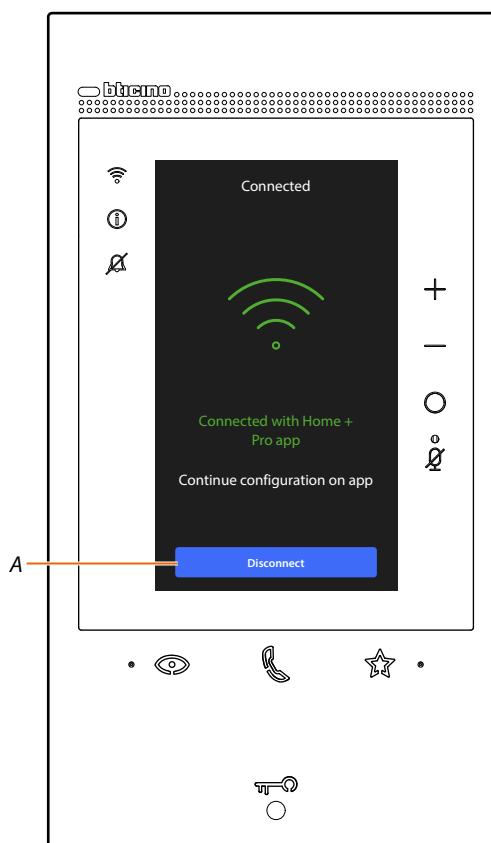 bticino
Connected
Connected with Home +
Pro app
Continue configuration on app
A
Disconnect